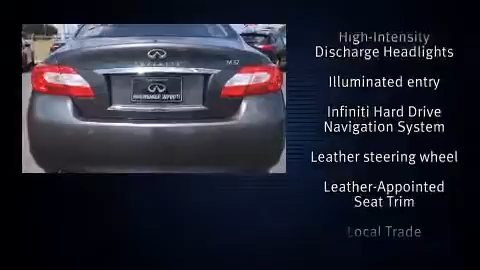 INFINITI
M37
High-Intensity
Discharge Headlights
Illuminated entry
Infiniti Hard Drive
Navigation System
Leather steering wheel
Leather-Appointed
Seat Trim
Local Trade